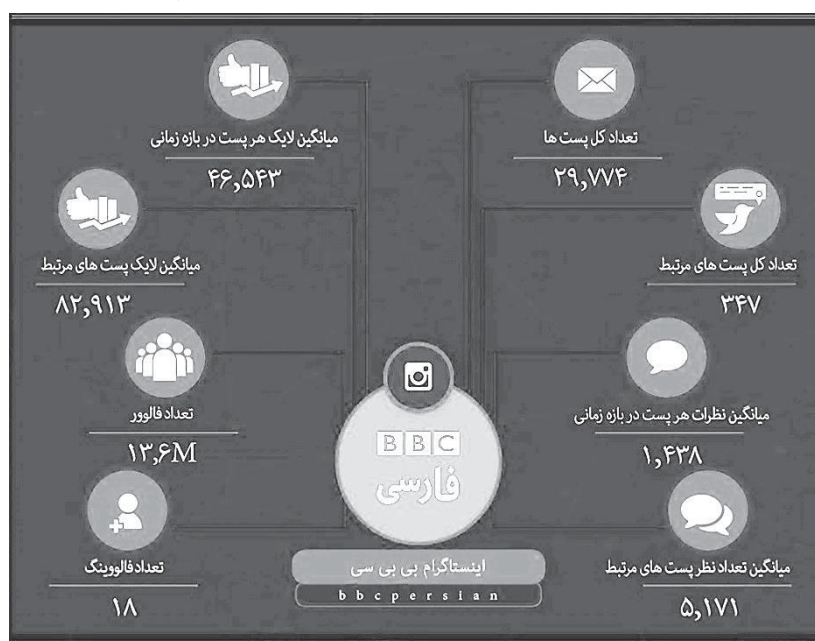 تعداد کل پست ها
۲۹,۷۷۴
میانگین لایک هر پست در بازه زمانی
۴۶,۵۴۳
تعداد کل پست های مرتبط
۳۴۷
میانگین لایک پست های مرتبط
۸۲,۹۱۳
میانگین نظرات هر پست در بازه زمانی
۱,۴۳۸
تعداد فالوور
۱۳,۶M
BBC
فارسی
میانگین تعداد نظر پست های مرتبط
۵,۱۷۱
تعدادفالووینگ
۱۸
اینستاگرام بی بی سی
bbcpersian